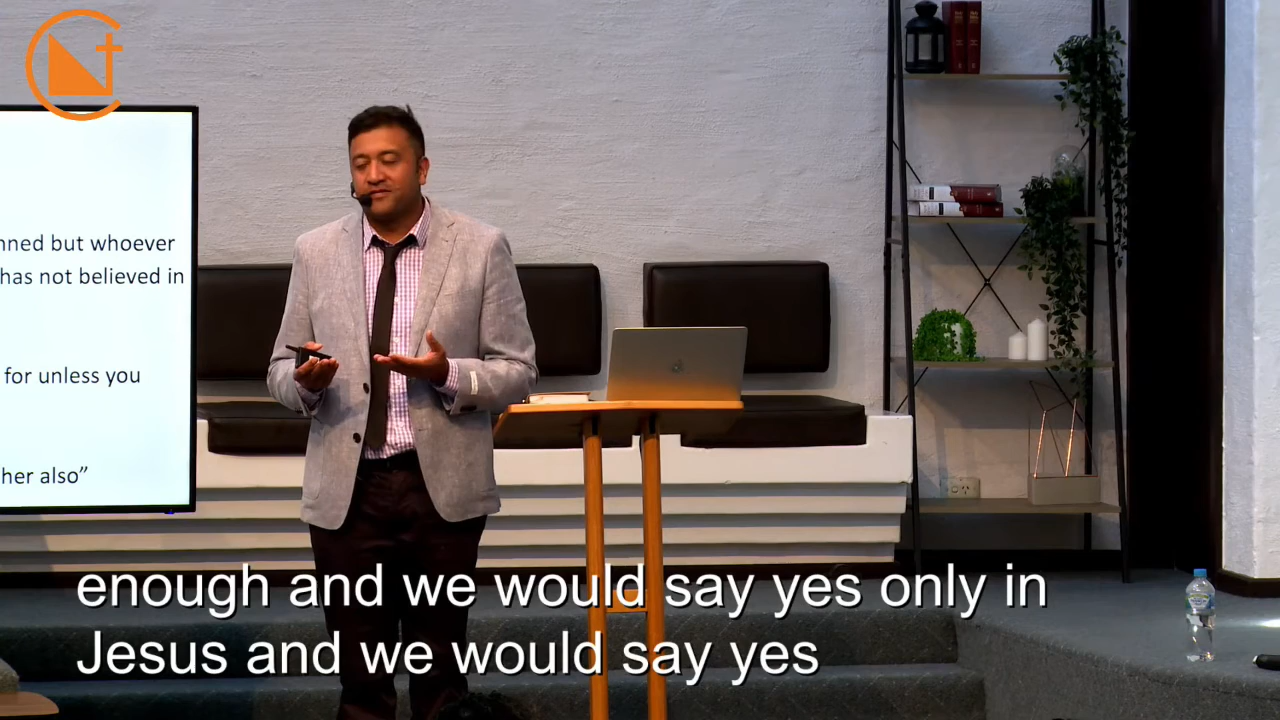 nned but whoever
has not believed in
for unless you
her also”
enough and we would say yes only in
Jesus and we would say yes